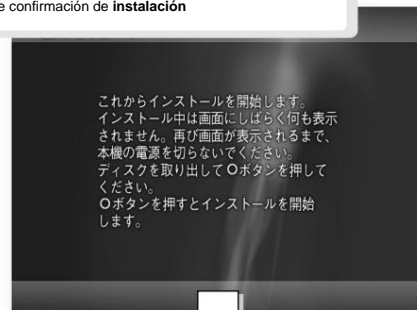 e confirmación de instalación
これからインストールを開始します。
インストール中は画面にしばらく何も表示
されません。再び画面が表示されるまで、
本機の電源を切らないでください。
ディスクを取り出してOボタンを押して
ください。
Oボタンを押すとインストールを開始
します。